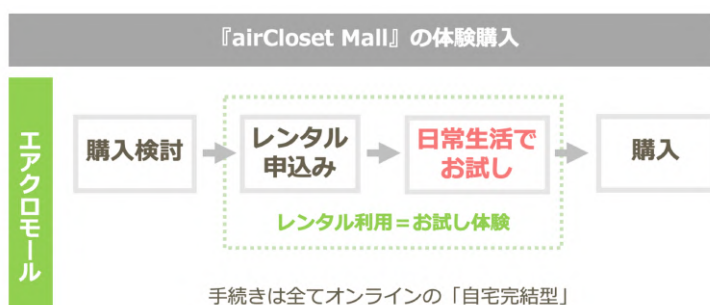 『airCloset Mall』の体験購入
エアクロモール
購入検討
レンタル
申込み
日常生活で
お試し
購入
レンタル利用＝お試し体験
手続きは全てオンラインの「自宅完結型」